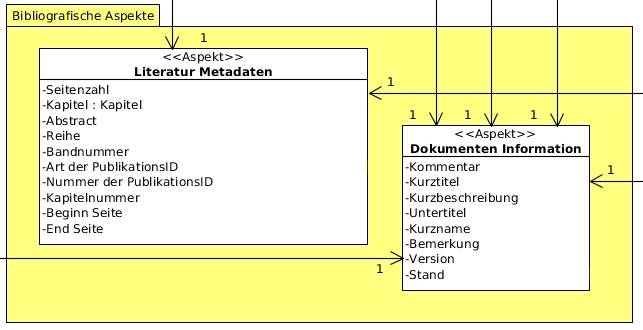 Bibliografische Aspekte
1
<<Aspekt>>
Literatur Metadaten
-Seitenzahl
-Kapitel : Kapitel
-Abstract
-Reihe
-Bandnummer
-Art der PublikationsID
-Nummer der PublikationsID
-Kapitelnummer
-Beginn Seite
-End Seite
1
1
1
1
<<Aspekt>>
Dokumenten Information
-Kommentar
-Kurztitel
-Kurzbeschreibung
-Untertitel
-Kurzname
-Bemerkung
-Version
-Stand
1
1